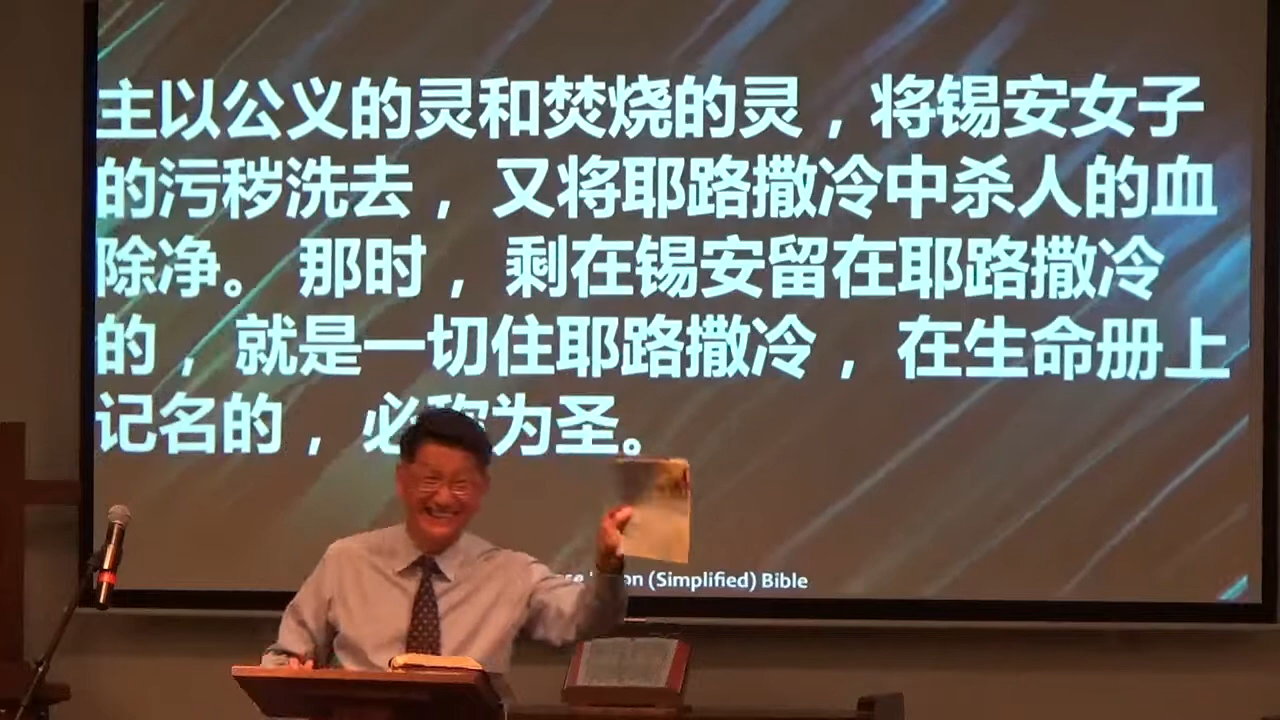 主以公义的灵和焚烧的灵，将锡安女子
的污秽洗去， 又将耶路撒冷中杀人的血
除净。 那时， 剩在锡安留在耶路撒冷
的， 就是一切住耶路撒冷， 在生命册上
记名的， 必称为圣。
(Simplified) Bible